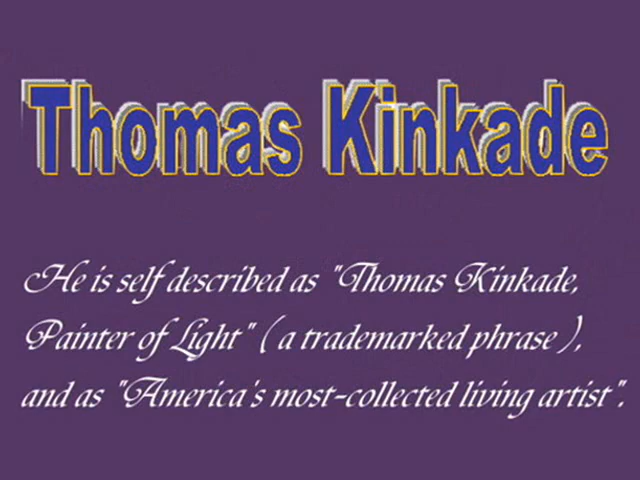 Thomas Kinkade
He is self described as "Thomas Kinkade,
Painter of Light" ( a trademarked phrase ),
and as "America's most-collected living artist".